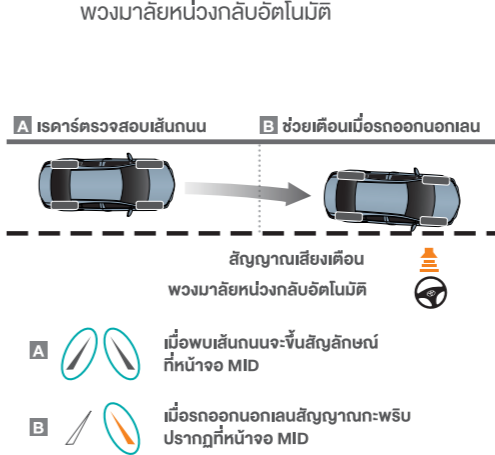 พวงมาลัยหน่วงกลับอัตโนมัติ
A เรดาร์ตรวจสอบเส้นถนน
B ช่วยเตือนเมื่อรถออกนอกเลน
สัญญาณเสียงเตือน
พวงมาลัยหน่วงกลับอัตโนมัติ
A เมื่อพบเส้นถนนจะขึ้นสัญลักษณ์
ที่หน้าจอ MID
B เมื่อรถออกนอกเลนสัญญาณกะพริบ
ปรากฏที่หน้าจอ MID